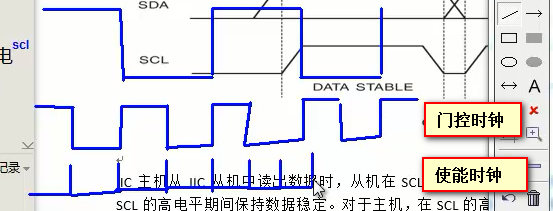 SDA
scl
电
SCL
DATA STABLE
A
门控时钟
记录
使能时钟
IC 主机从 IIC 从机中读出数据时，从机在 SCL
SCL 的高电平期间保持数据稳定。对于主机，在 SCL 的高